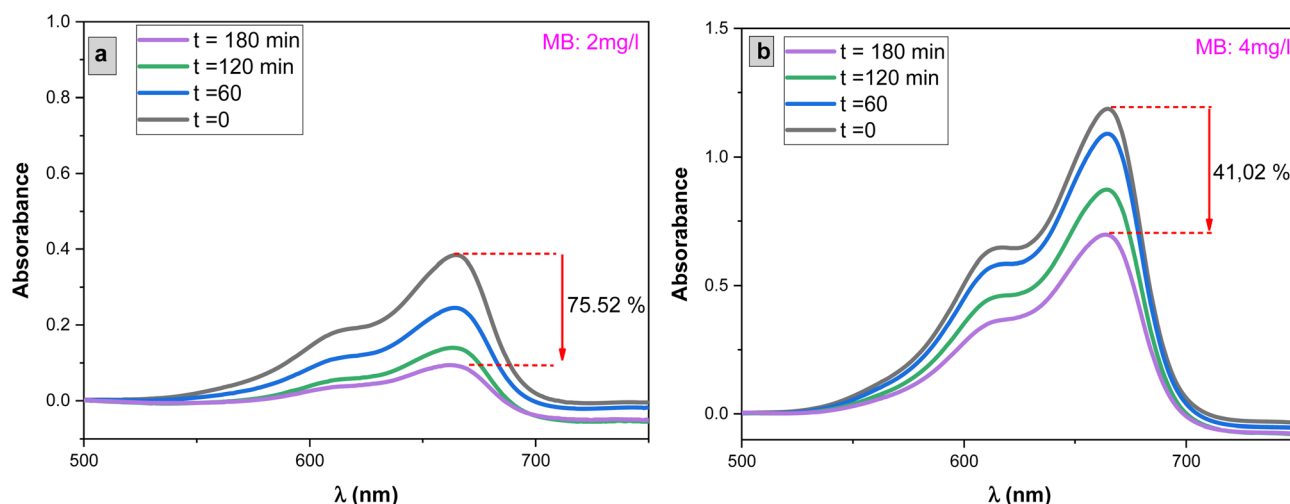 a
t = 180 min
t =120 min
t =60
t =0
MB: 2mg/l
75.52 %
1.0
0.8
0.6
0.4
0.2
0.0
Absorabance
500
600
700
λ (nm)
b
t = 180 min
t =120 min
t =60
t =0
MB: 4mg/l
41,02 %
1.5
1.0
0.5
0.0
Absorabance
500
600
700
λ (nm)